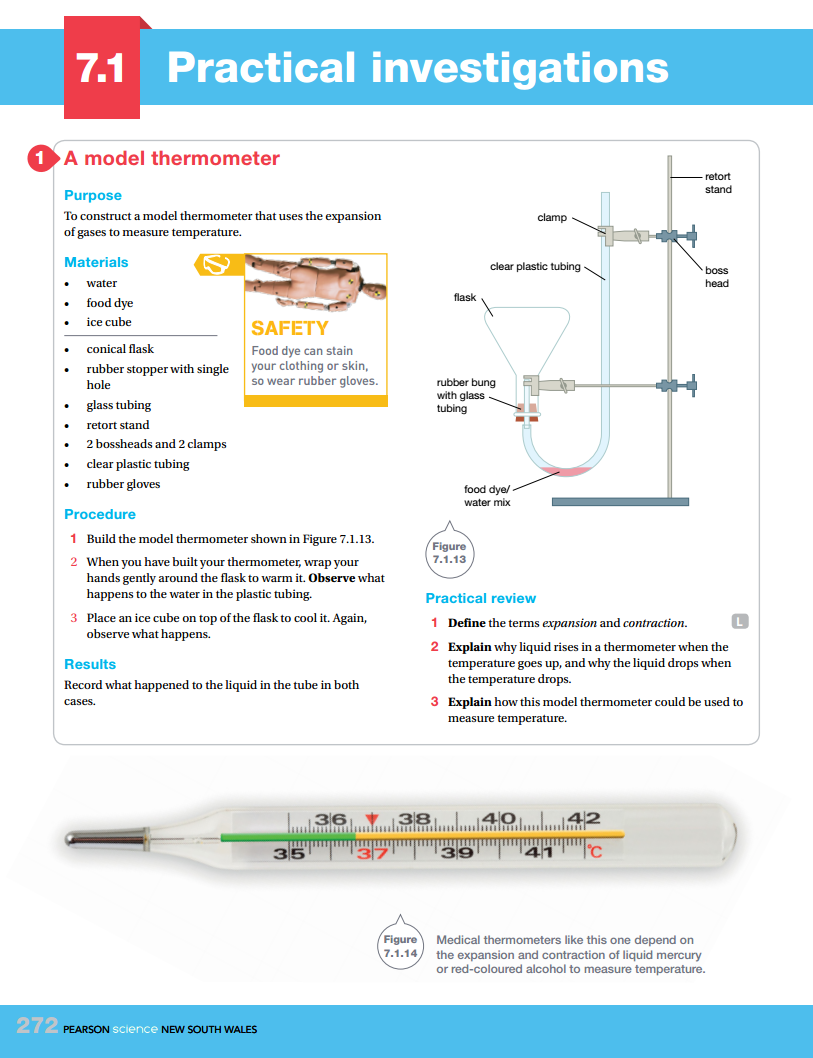 7.1
Practical investigations
1
A model thermometer
Purpose
To construct a model thermometer that uses the expansion
of gases to measure temperature.
Materials
• water
• food dye
• ice cube
• conical flask
• rubber stopper with single
hole
• glass tubing
• retort stand
• 2 bossheads and 2 clamps
• clear plastic tubing
• rubber gloves
SAFETY
Food dye can stain
your clothing or skin,
so wear rubber gloves.
Procedure
1 Build the model thermometer shown in Figure 7.1.13.
2 When you have built your thermometer, wrap your
hands gently around the flask to warm it. Observe what
happens to the water in the plastic tubing.
3 Place an ice cube on top of the flask to cool it. Again,
observe what happens.
Results
Record what happened to the liquid in the tube in both
cases.
retort
stand
clamp
clear plastic tubing
boss
head
flask
rubber bung
with glass
tubing
food dye/
water mix
Figure
7.1.13
Practical review
1 Define the terms expansion and contraction.
L
2 Explain why liquid rises in a thermometer when the
temperature goes up, and why the liquid drops when
the temperature drops.
3 Explain how this model thermometer could be used to
measure temperature.
36 38 40 42
35 37 39 41 °C
Figure
7.1.14
Medical thermometers like this one depend on
the expansion and contraction of liquid mercury
or red-coloured alcohol to measure temperature.
272 PEARSON science NEW SOUTH WALES